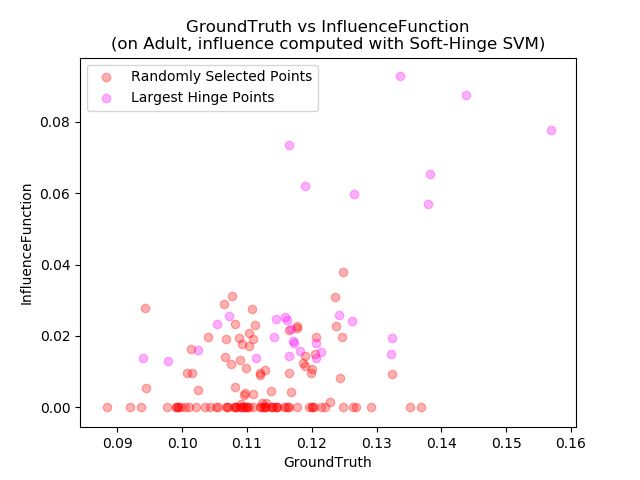 GroundTruth vs InfluenceFunction
(on Adult, influence computed with Soft-Hinge SVM)
Randomly Selected Points
Largest Hinge Points
0.08
0.06
0.04
0.02
0.00
InfluenceFunction
0.09 0.10 0.11 0.12 0.13 0.14 0.15 0.16
GroundTruth